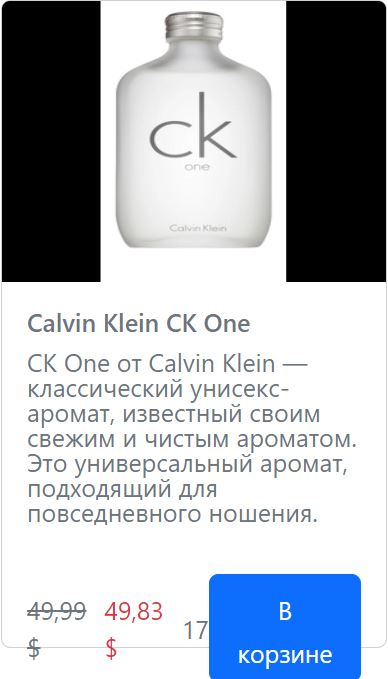 ck
one
Calvin Klein
Calvin Klein CK One
CK One от Calvin Klein —
классический унисекс-
аромат, известный своим
свежим и чистым ароматом.
Это универсальный аромат,
подходящий для
повседневного ношения.
49,99 $
49,83 $
17
В
корзине